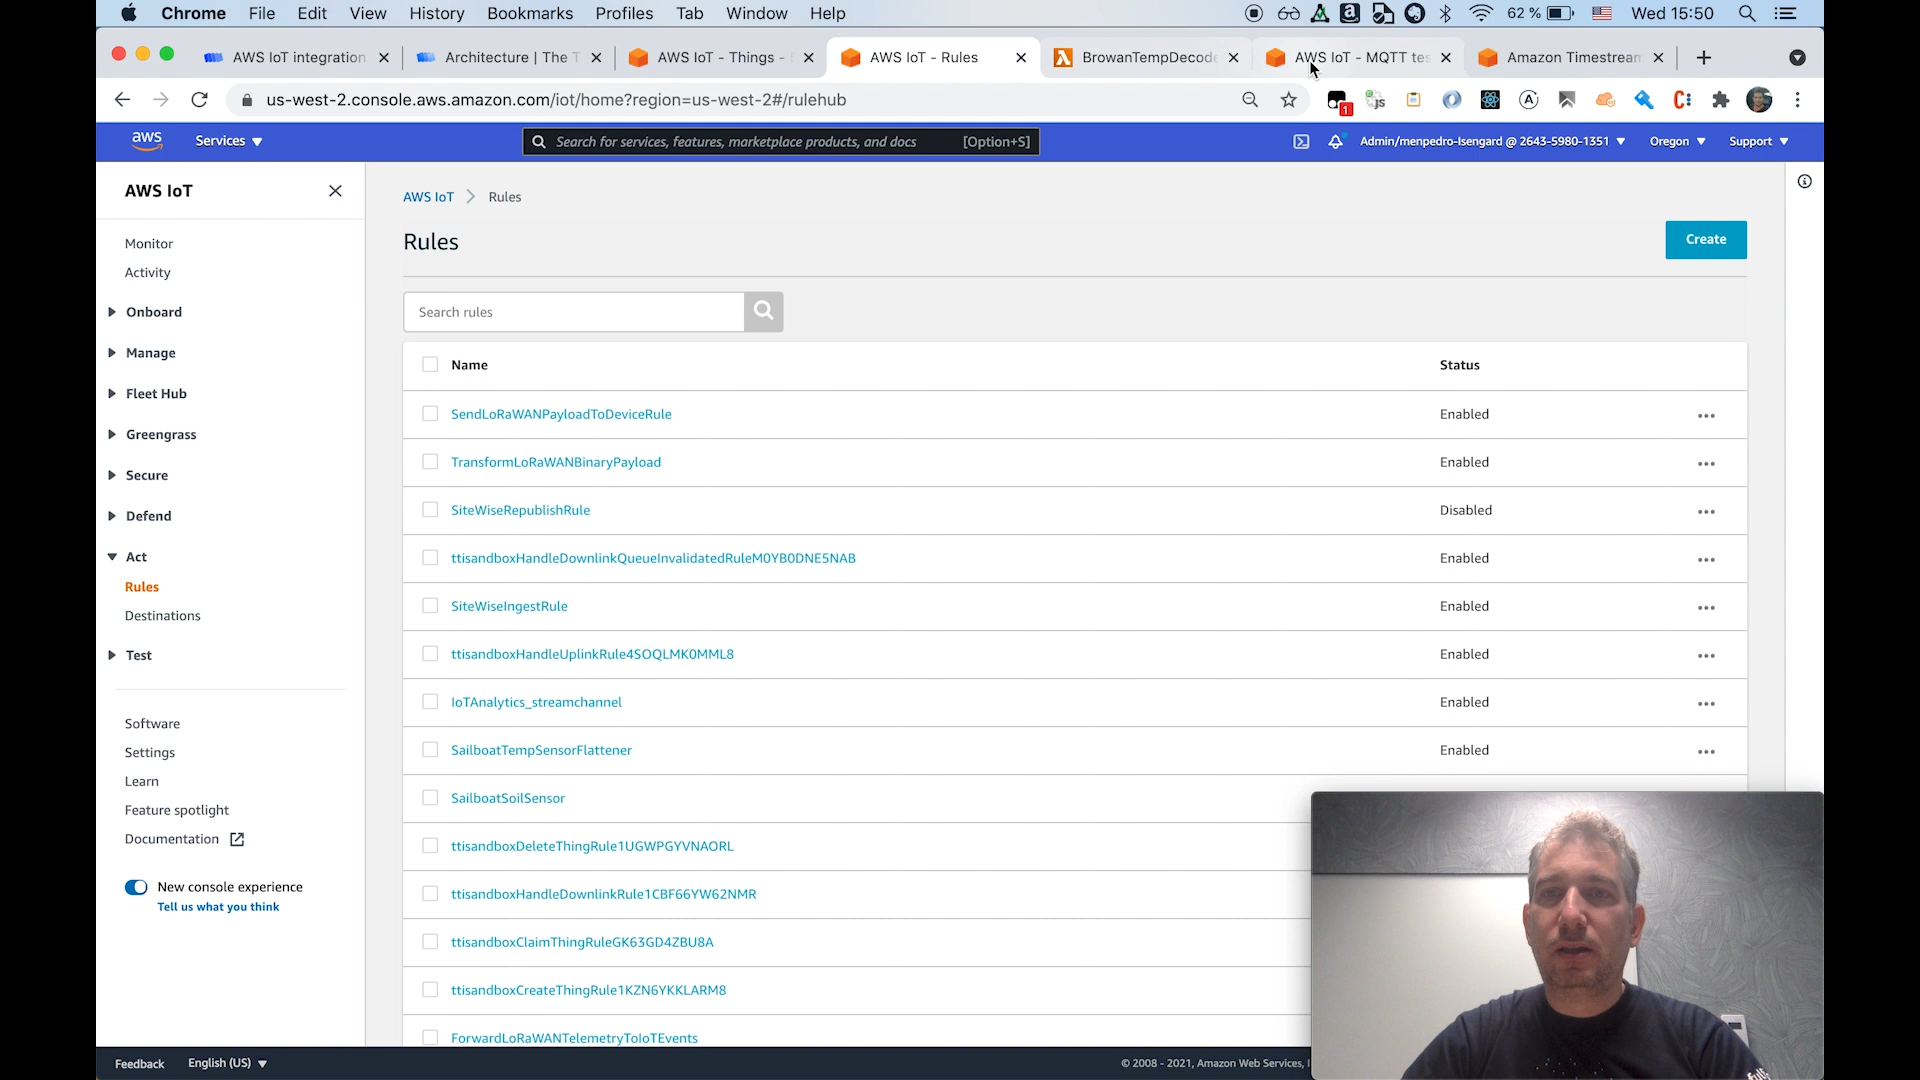 Chrome File Edit View History Bookmarks Profiles Tab Window Help 62 % Wed 15:50
AWS IoT integration Architecture | The T AWS IoT - Things - AWS IoT - Rules BrowanTempDecode AWS IoT - MQTT tes Amazon Timestream
us-west-2.console.aws.amazon.com/iot/home?region=us-west-2#/rulehub
1
aws Services Search for services, features, marketplace products, and docs [Option+S] Admin/menpedro-Isengard @ 2643-5980-1351 Oregon Support
AWS IoT
Monitor
Activity
Onboard
Manage
Fleet Hub
Greengrass
Secure
Defend
Act
Rules
Destinations
Test
Software
Settings
Learn
Feature spotlight
Documentation
New console experience
Tell us what you think
AWS IoT Rules
Rules
Create
Search rules
Name Status
SendLoRaWANPayloadToDeviceRule Enabled
TransformLoRaWANBinaryPayload Enabled
SiteWiseRepublishRule Disabled
ttisandboxHandleDownlinkQueueInvalidatedRuleM0YB0DNE5NAB Enabled
SiteWiseIngestRule Enabled
ttisandboxHandleUplinkRule4SOQLMK0MML8 Enabled
IoTAnalytics_streamchannel Enabled
SailboatTempSensorFlattener Enabled
SailboatSoilSensor
ttisandboxDeleteThingRule1UGWPGYVNAORL
ttisandboxHandleDownlinkRule1CBF66YW62NMR
ttisandboxClaimThingRuleGK63GD4ZBU8A
ttisandboxCreateThingRule1KZN6YKKLARM8
ForwardLoRaWANTelemetryToIoTEvents
Feedback English (US) © 2008 - 2021, Amazon Web Services,